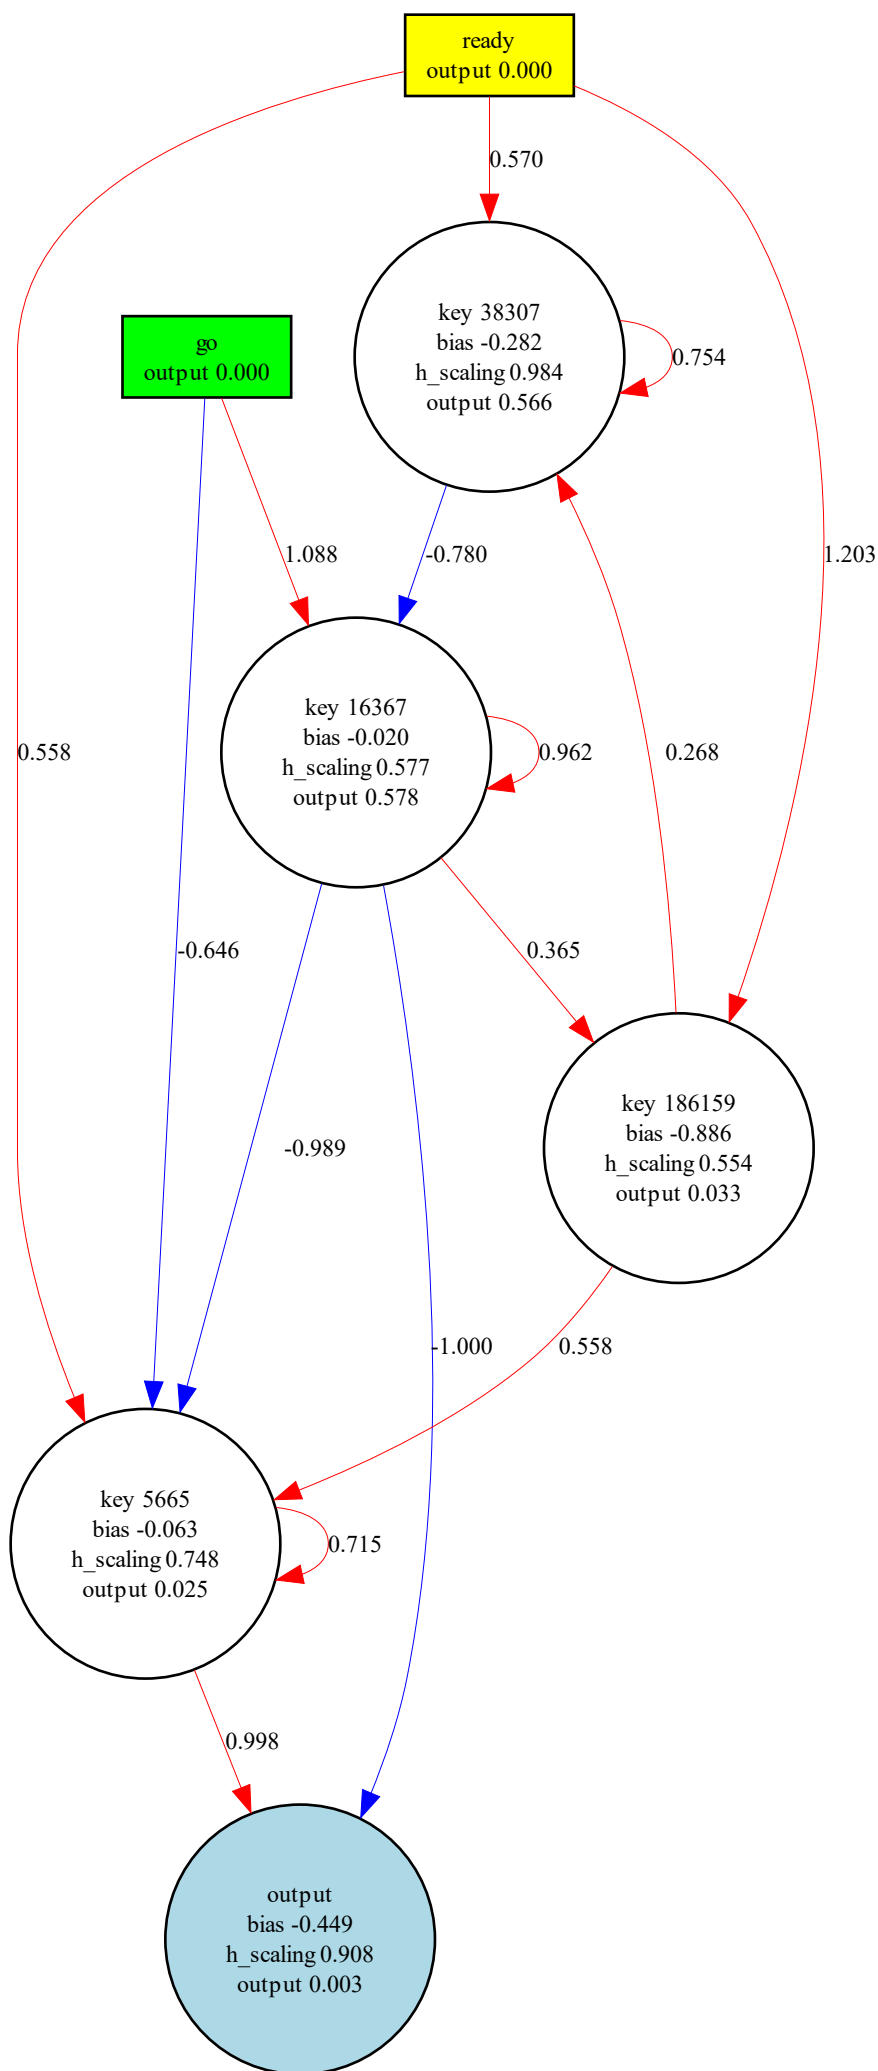 ready
output 0.000
0.570
key 38307
bias -0.282
h_scaling 0.984
output 0.566
0.754
go
output 0.000
1.088
-0.780
1.203
key 16367
bias -0.020
h_scaling 0.577
output 0.578
0.962
0.558
0.268
-0.646
0.365
-0.989
key 186159
bias -0.886
h_scaling 0.554
output 0.033
-1.000
0.558
key 5665
bias -0.063
h_scaling 0.748
output 0.025
0.715
0.998
output
bias -0.449
h_scaling 0.908
output 0.003